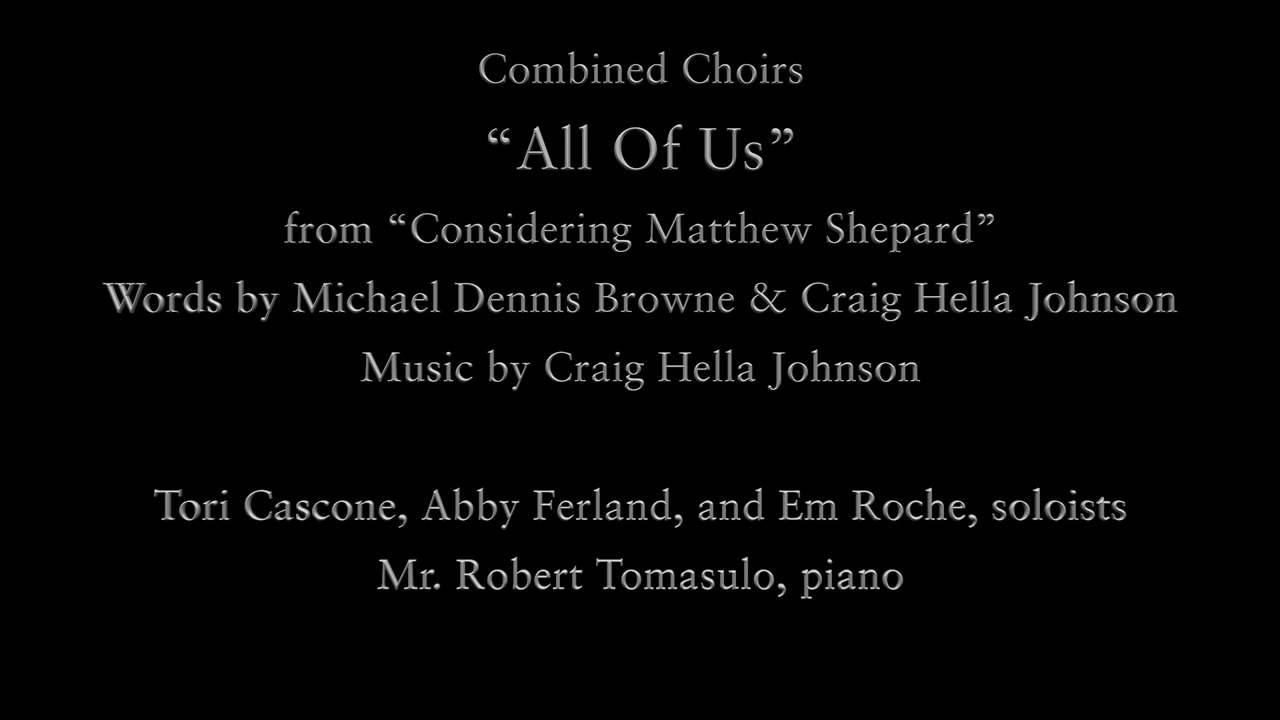 Combined Choirs
“All Of Us”
from “Considering Matthew Shepard”
Words by Michael Dennis Browne & Craig Hella Johnson
Music by Craig Hella Johnson
Tori Cascone, Abby Ferland, and Em Roche, soloists
Mr. Robert Tomasulo, piano